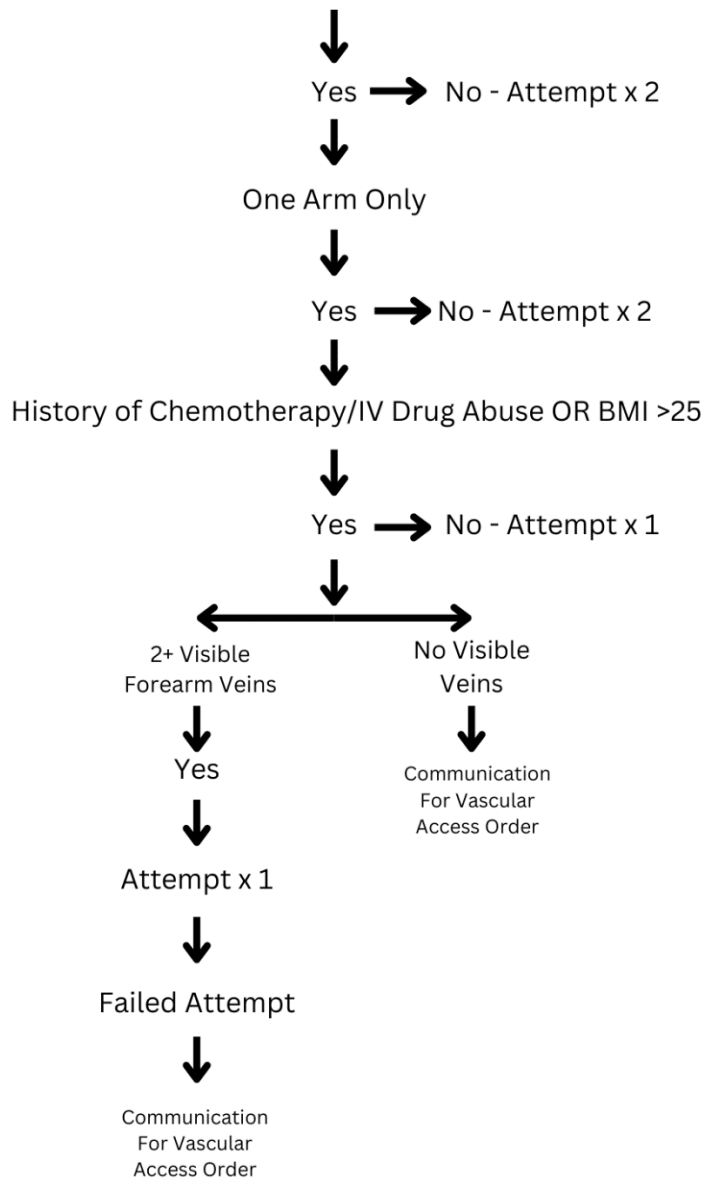 Yes
No - Attempt x 2
One Arm Only
Yes
No - Attempt x 2
History of Chemotherapy/IV Drug Abuse OR BMI >25
Yes
No - Attempt x 1
2+ Visible
Forearm Veins
Yes
Attempt x 1
Failed Attempt
Communication
For Vascular
Access Order
No Visible
Veins
Communication
For Vascular
Access Order